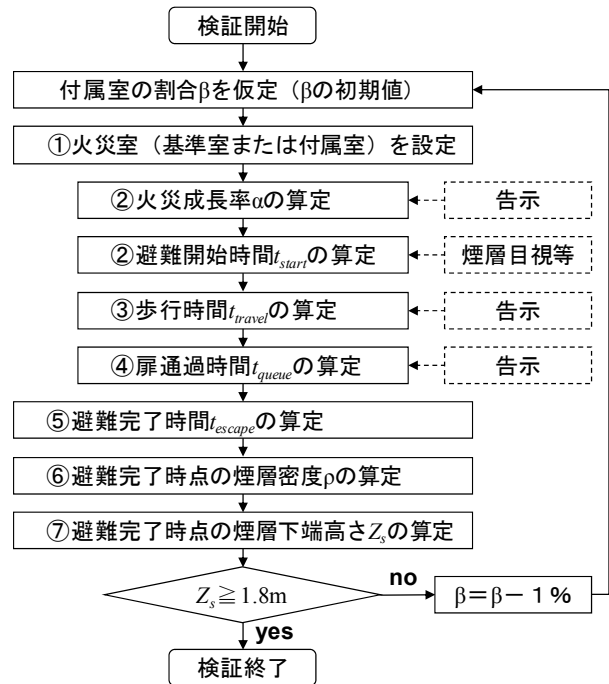 検証開始
付属室の割合βを仮定（βの初期値）
①火災室（基準室または付属室）を設定
②火災成長率αの算定
告示
②避難開始時間tstartの算定
煙層目視等
③歩行時間ttravelの算定
告示
④扉通過時間tqueueの算定
告示
⑤避難完了時間tescapeの算定
⑥避難完了時点の煙層密度ρの算定
⑦避難完了時点の煙層下端高さZsの算定
Zs≧1.8m
no
β＝β－１%
yes
検証終了